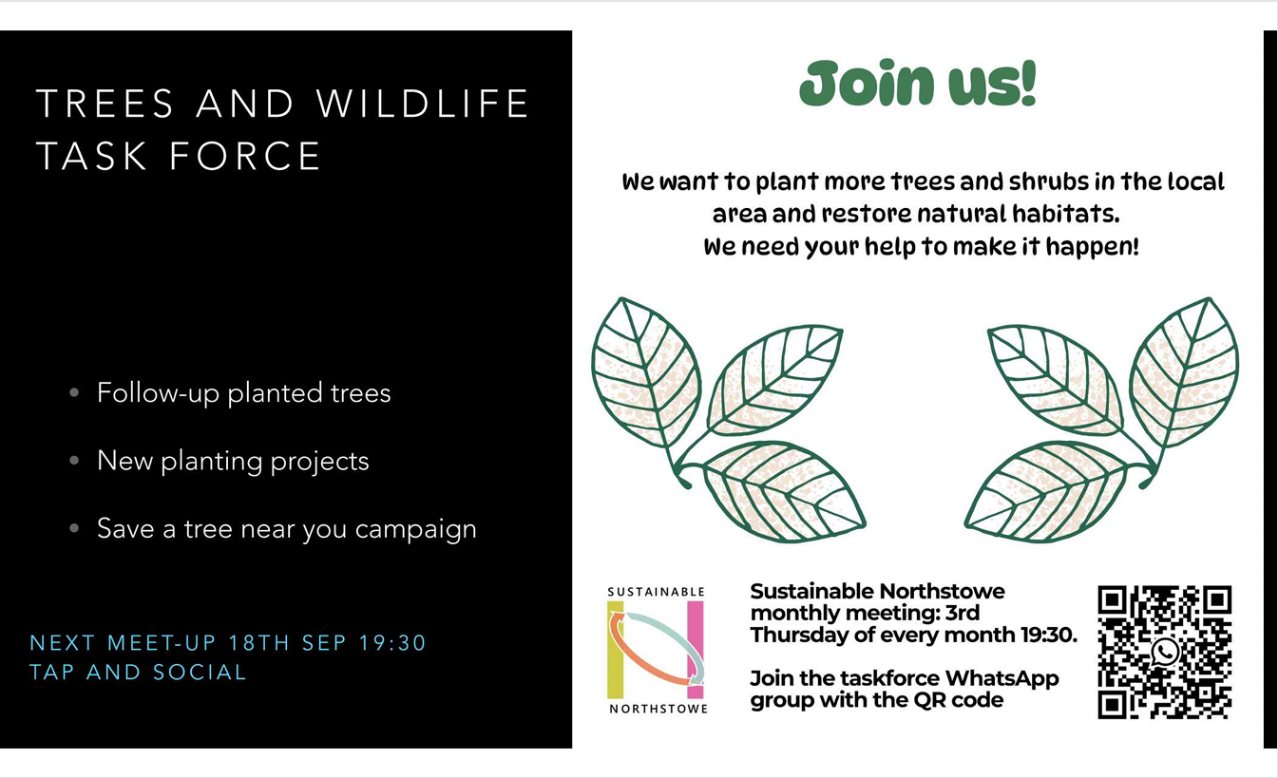 TREES AND WILDLIFE
TASK FORCE
Follow-up planted trees
New planting projects
Save a tree near you campaign
NEXT MEET-UP 18TH SEP 19:30
TAP AND SOCIAL
Join us!
We want to plant more trees and shrubs in the local
area and restore natural habitats.
We need your help to make it happen!
SUSTAINABLE
N
NORTHSTOWE
Sustainable Northstowe
monthly meeting: 3rd
Thursday of every month 19:30.
Join the taskforce WhatsApp
group with the QR code